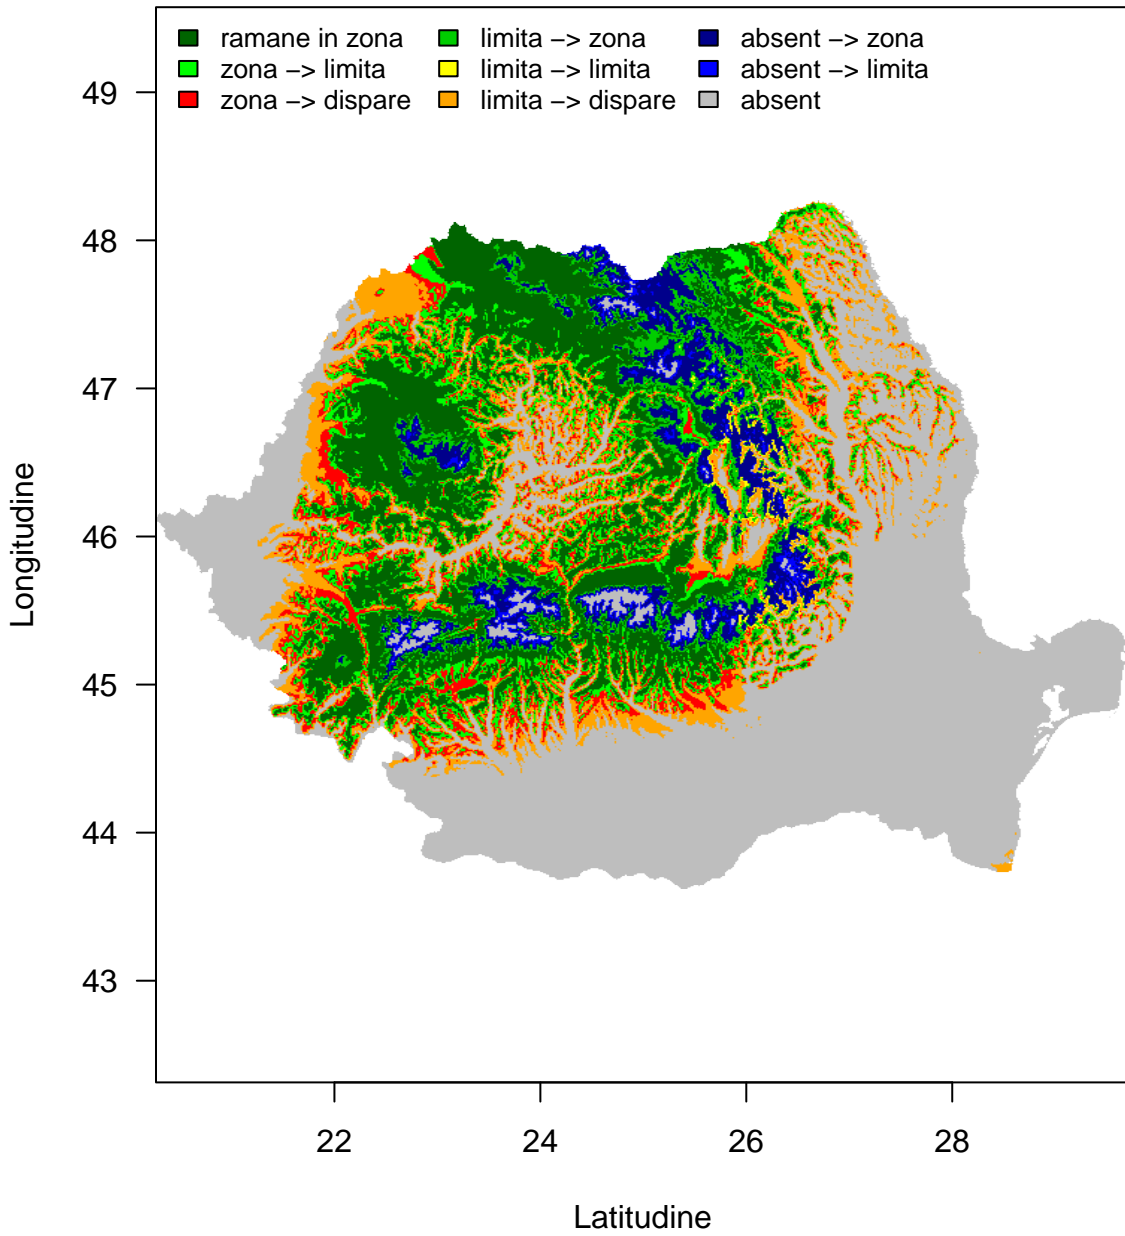 ramane in zona
zona −> limita
zona −> dispare
limita −> zona
limita −> limita
limita −> dispare
absent −> zona
absent −> limita
absent
49
48
47
46
45
44
43
Longitudine
22
24
26
28
Latitudine